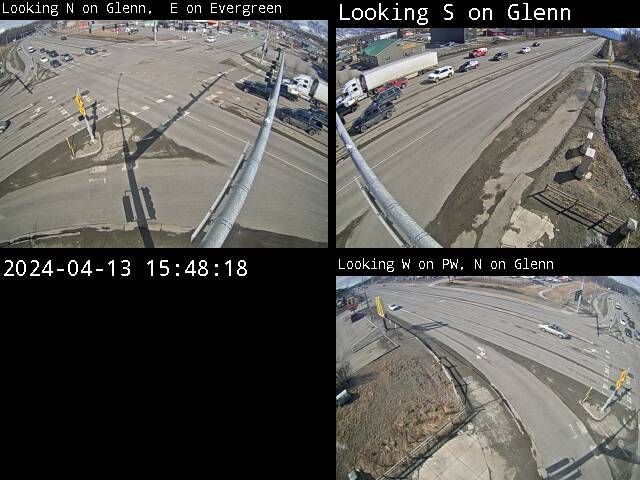 Looking N on Glenn,  E on Evergreen
Looking S on Glenn
2024-04-13 15:48:18
Looking W on PW, N on Glenn